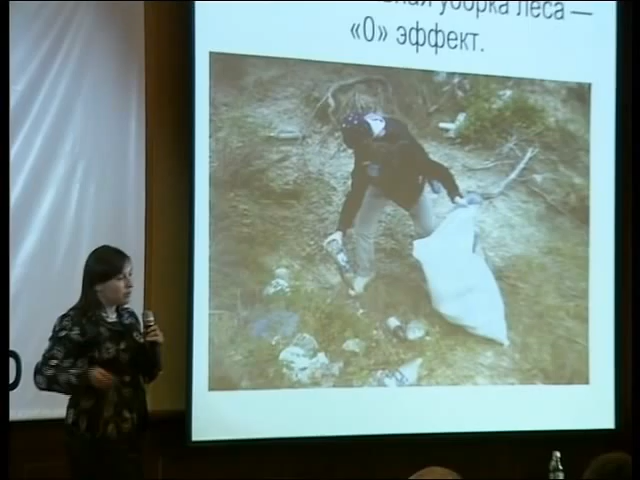 уборка леса —
«0» эффект.